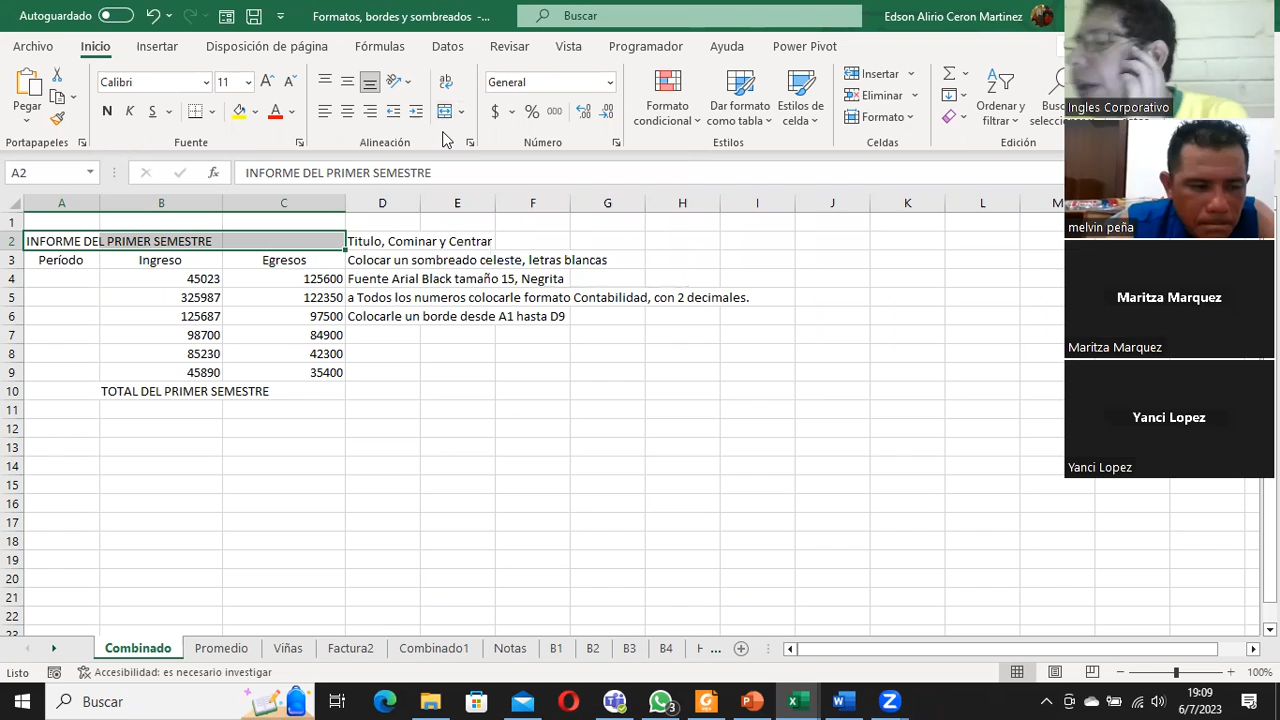 Autoguardado
Formatos, bordes y sombreados -...
Buscar
Edson Alirio Ceron Martinez
Archivo Inicio Insertar Disposición de página Fórmulas Datos Revisar Vista Programador Ayuda Power Pivot
Pegar
Calibri 11
N K S
General
$ % 000
Formato condicional
Dar formato como tabla
Estilos de celda
Insertar
Eliminar
Formato
Ordenar y filtrar
Portapapeles Fuente Alineación Número Estilos Celdas Edición
A2 fx INFORME DEL PRIMER SEMESTRE
A B C D E F G H I J K L
1
2 INFORME DEL PRIMER SEMESTRE Titulo, Cominar y Centrar
3 Período Ingreso Egresos Colocar un sombreado celeste, letras blancas
4 45023 125600 Fuente Arial Black tamaño 15, Negrita
5 325987 122350 a Todos los numeros colocarle formato Contabilidad, con 2 decimales.
6 125687 97500 Colocarle un borde desde A1 hasta D9
7 98700 84900
8 85230 42300
9 45890 35400
10 TOTAL DEL PRIMER SEMESTRE
11
12
13
14
15
16
17
18
19
20
21
22
Ingles Corporativo
melvin peña
Maritza Marquez
Maritza Marquez
Yanci Lopez
Yanci Lopez
Combinado Promedio Viñas Factura2 Combinado1 Notas B1 B2 B3 B4 ...
Listo Accesibilidad: es necesario investigar 100%
Buscar
3
19:09
6/7/2023